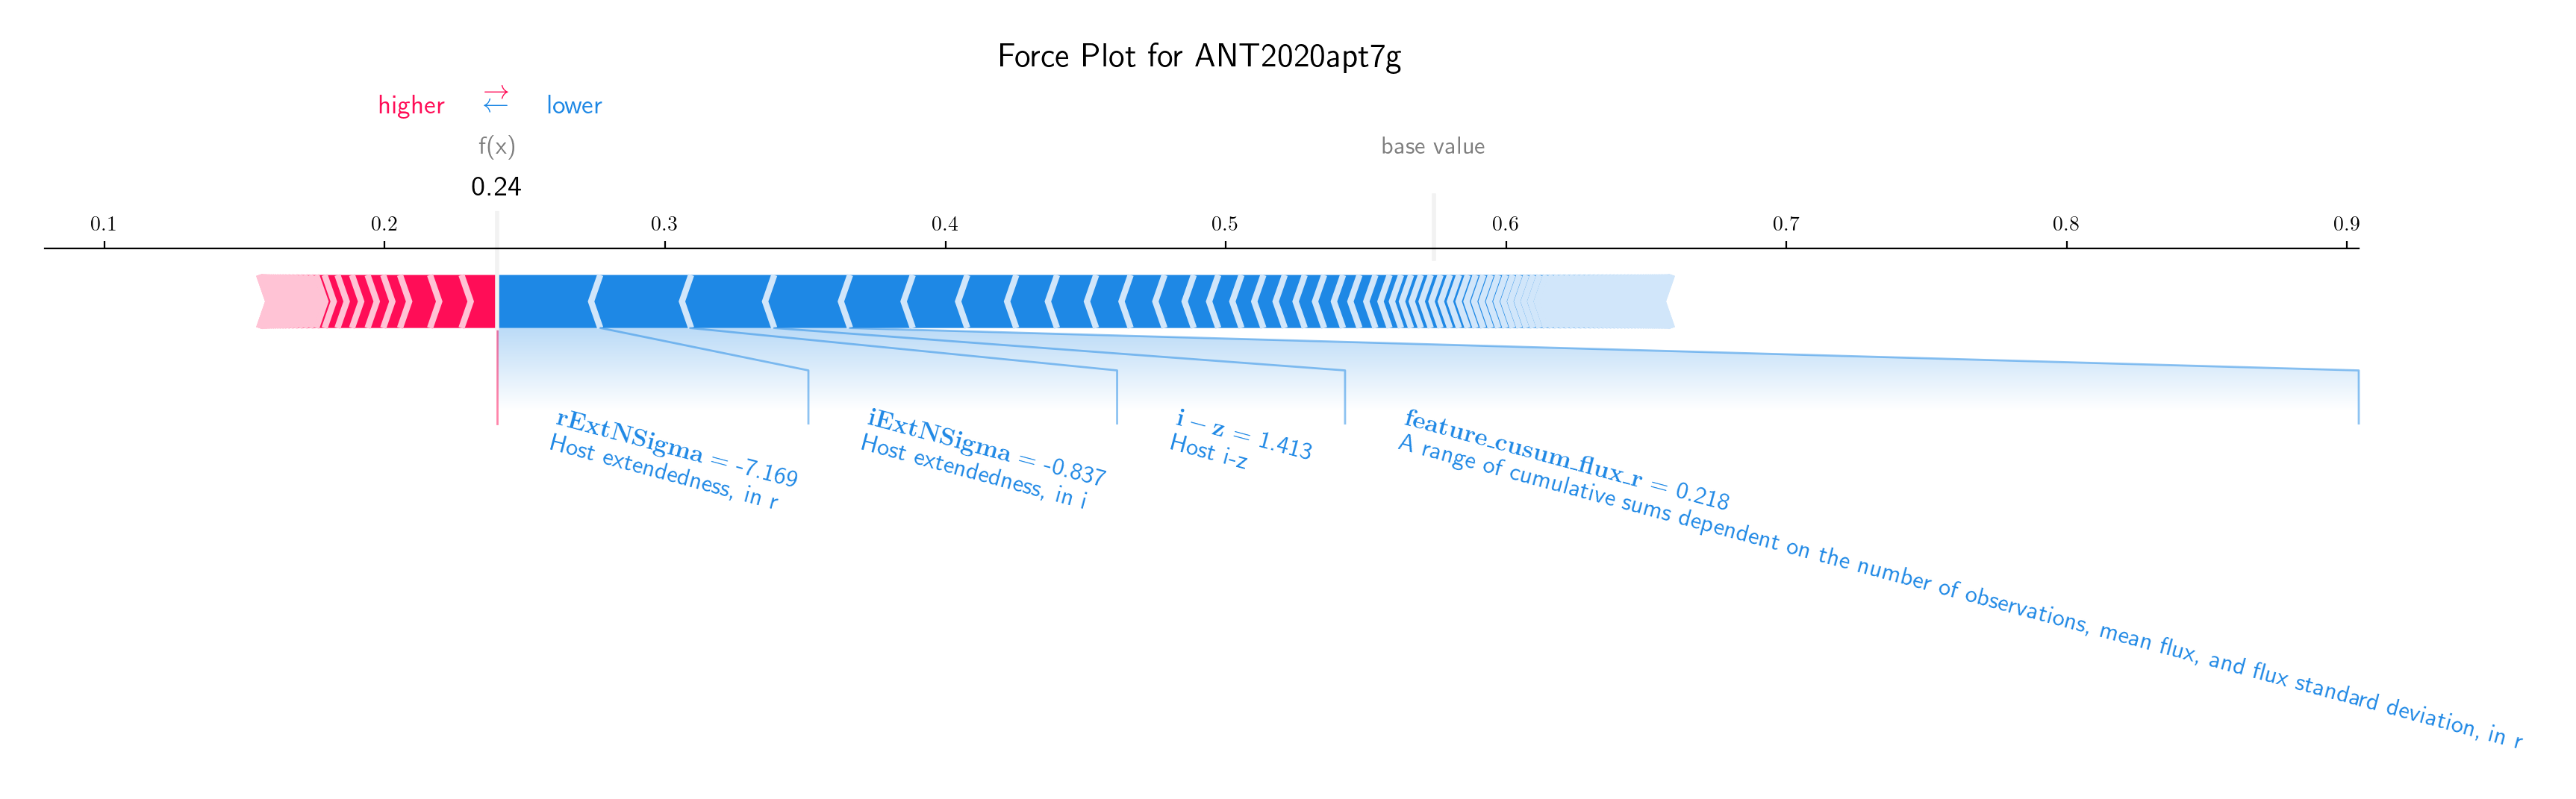 Force Plot for ANT2020apt7g
higher → ← lower
f(x)
base value
0.24
0.1 0.2 0.3 0.4 0.5 0.6 0.7 0.8 0.9
rExtNSigma = -7.169
Host extendedness, in r
iExtNSigma = -0.837
Host extendedness, in i
i − z = 1.413
Host i-z
feature_cusum_flux_r = 0.218
A range of cumulative sums dependent on the number of observations, mean flux, and flux standard deviation, in r